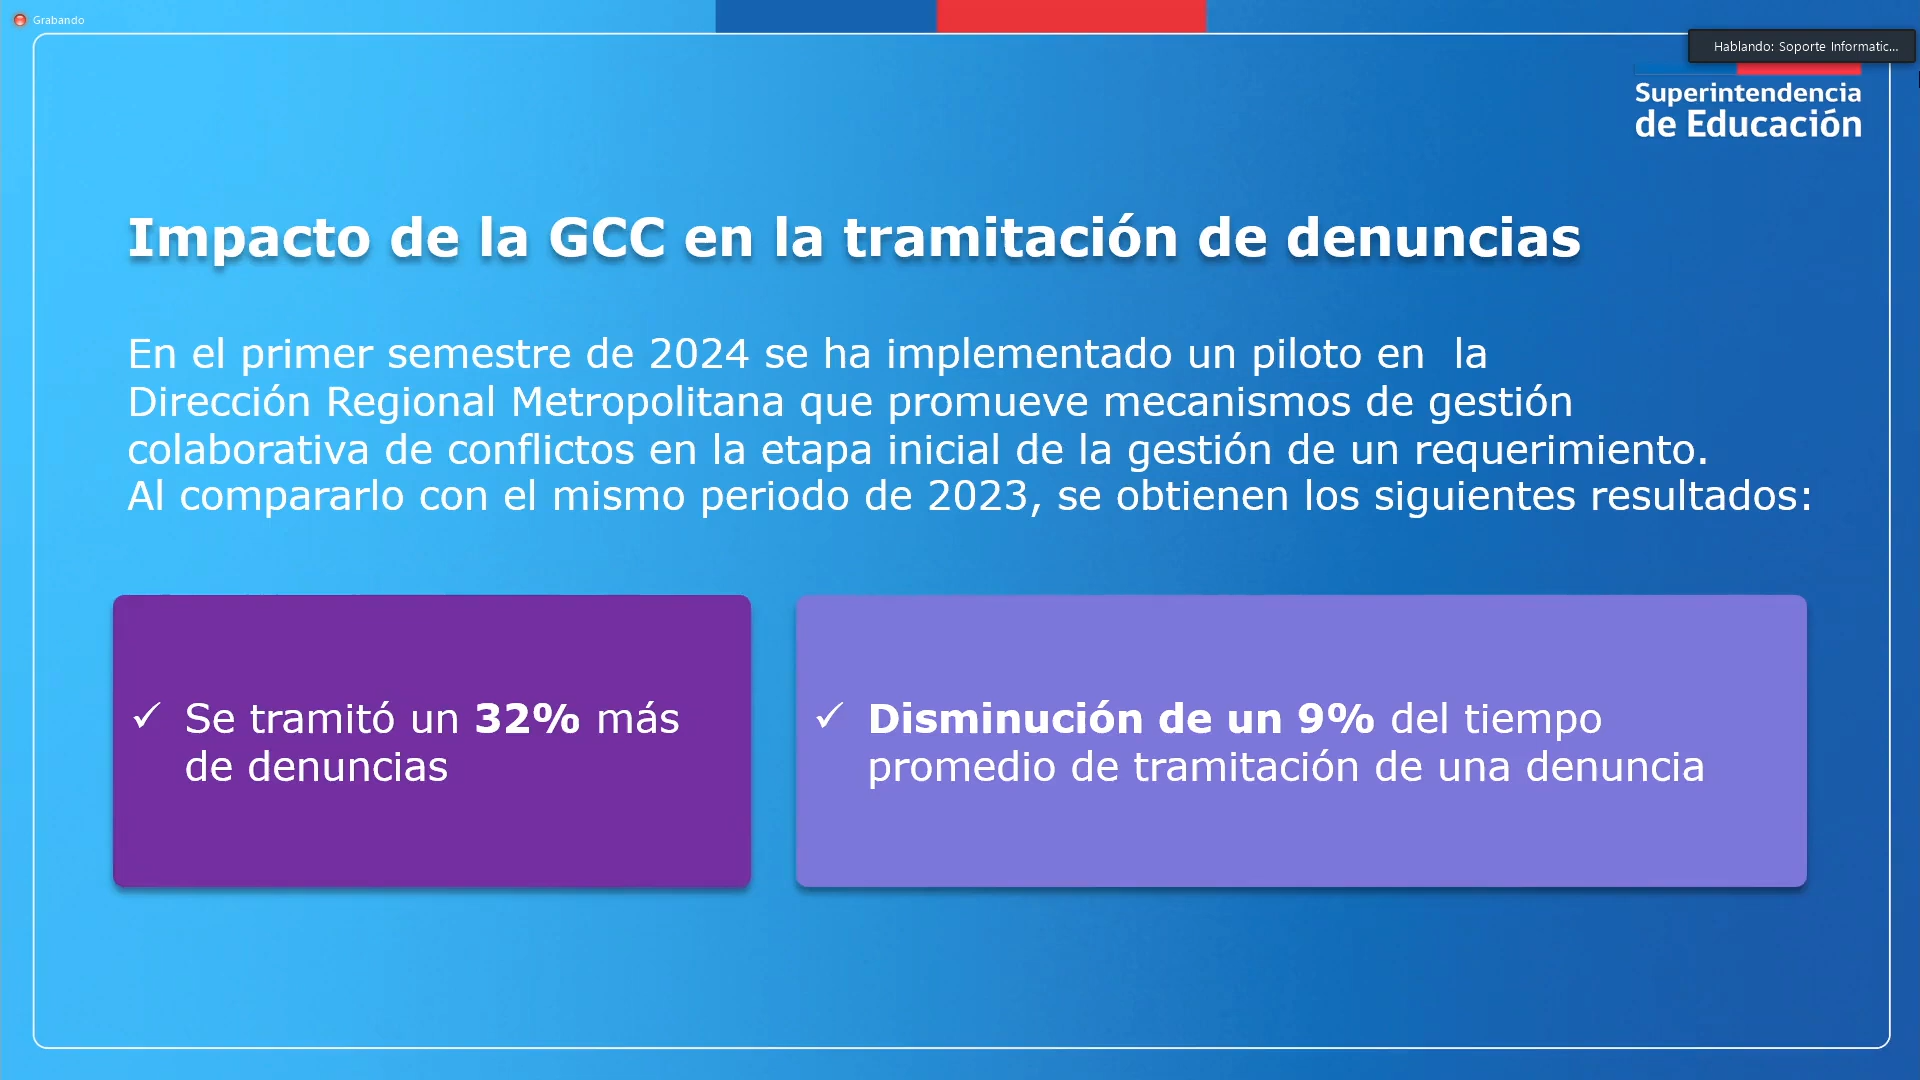 Grabando
Hablando: Soporte Informatic...
Superintendencia
de Educación
Impacto de la GCC en la tramitación de denuncias
En el primer semestre de 2024 se ha implementado un piloto en  la
Dirección Regional Metropolitana que promueve mecanismos de gestión
colaborativa de conflictos en la etapa inicial de la gestión de un requerimiento.
Al compararlo con el mismo periodo de 2023, se obtienen los siguientes resultados:
✓ Se tramitó un 32% más
de denuncias
✓ Disminución de un 9% del tiempo
promedio de tramitación de una denuncia